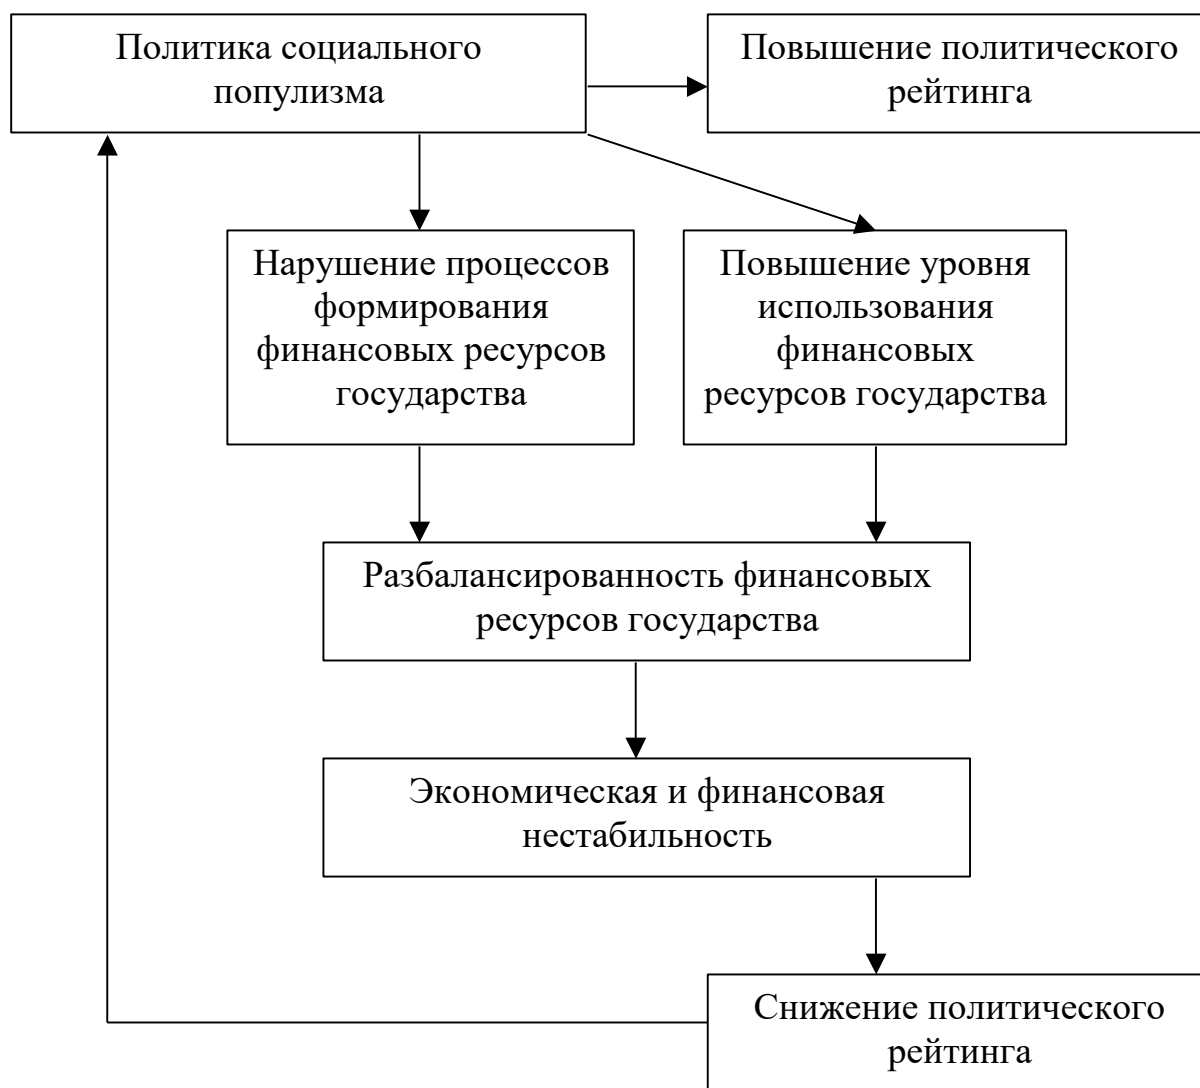 Политика социального
популизма
Повышение политического
рейтинга
Нарушение процессов
формирования
финансовых ресурсов
государства
Повышение уровня
использования
финансовых
ресурсов государства
Разбалансированность финансовых
ресурсов государства
Экономическая и финансовая
нестабильность
Снижение политического
рейтинга